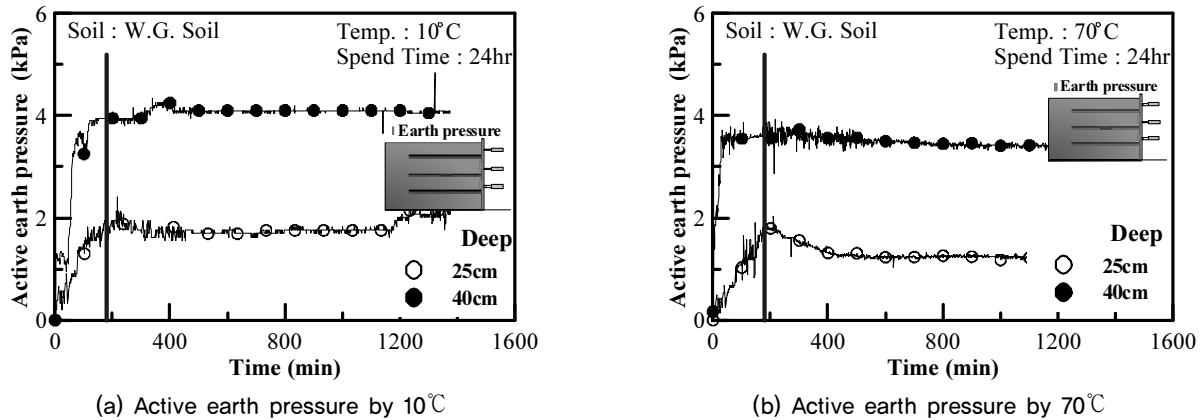 Active earth pressure (kPa)
6
4
2
0
Soil : W.G. Soil
Temp. : 10°C
Spend Time : 24hr
Earth pressure
Deep
25cm
40cm
0 400 800 1200 1600
Time (min)
(a) Active earth pressure by 10℃
Active earth pressure (kPa)
6
4
2
0
Soil : W.G. Soil
Temp. : 70°C
Spend Time : 24hr
Earth pressure
Deep
25cm
40cm
0 400 800 1200 1600
Time (min)
(b) Active earth pressure by 70℃